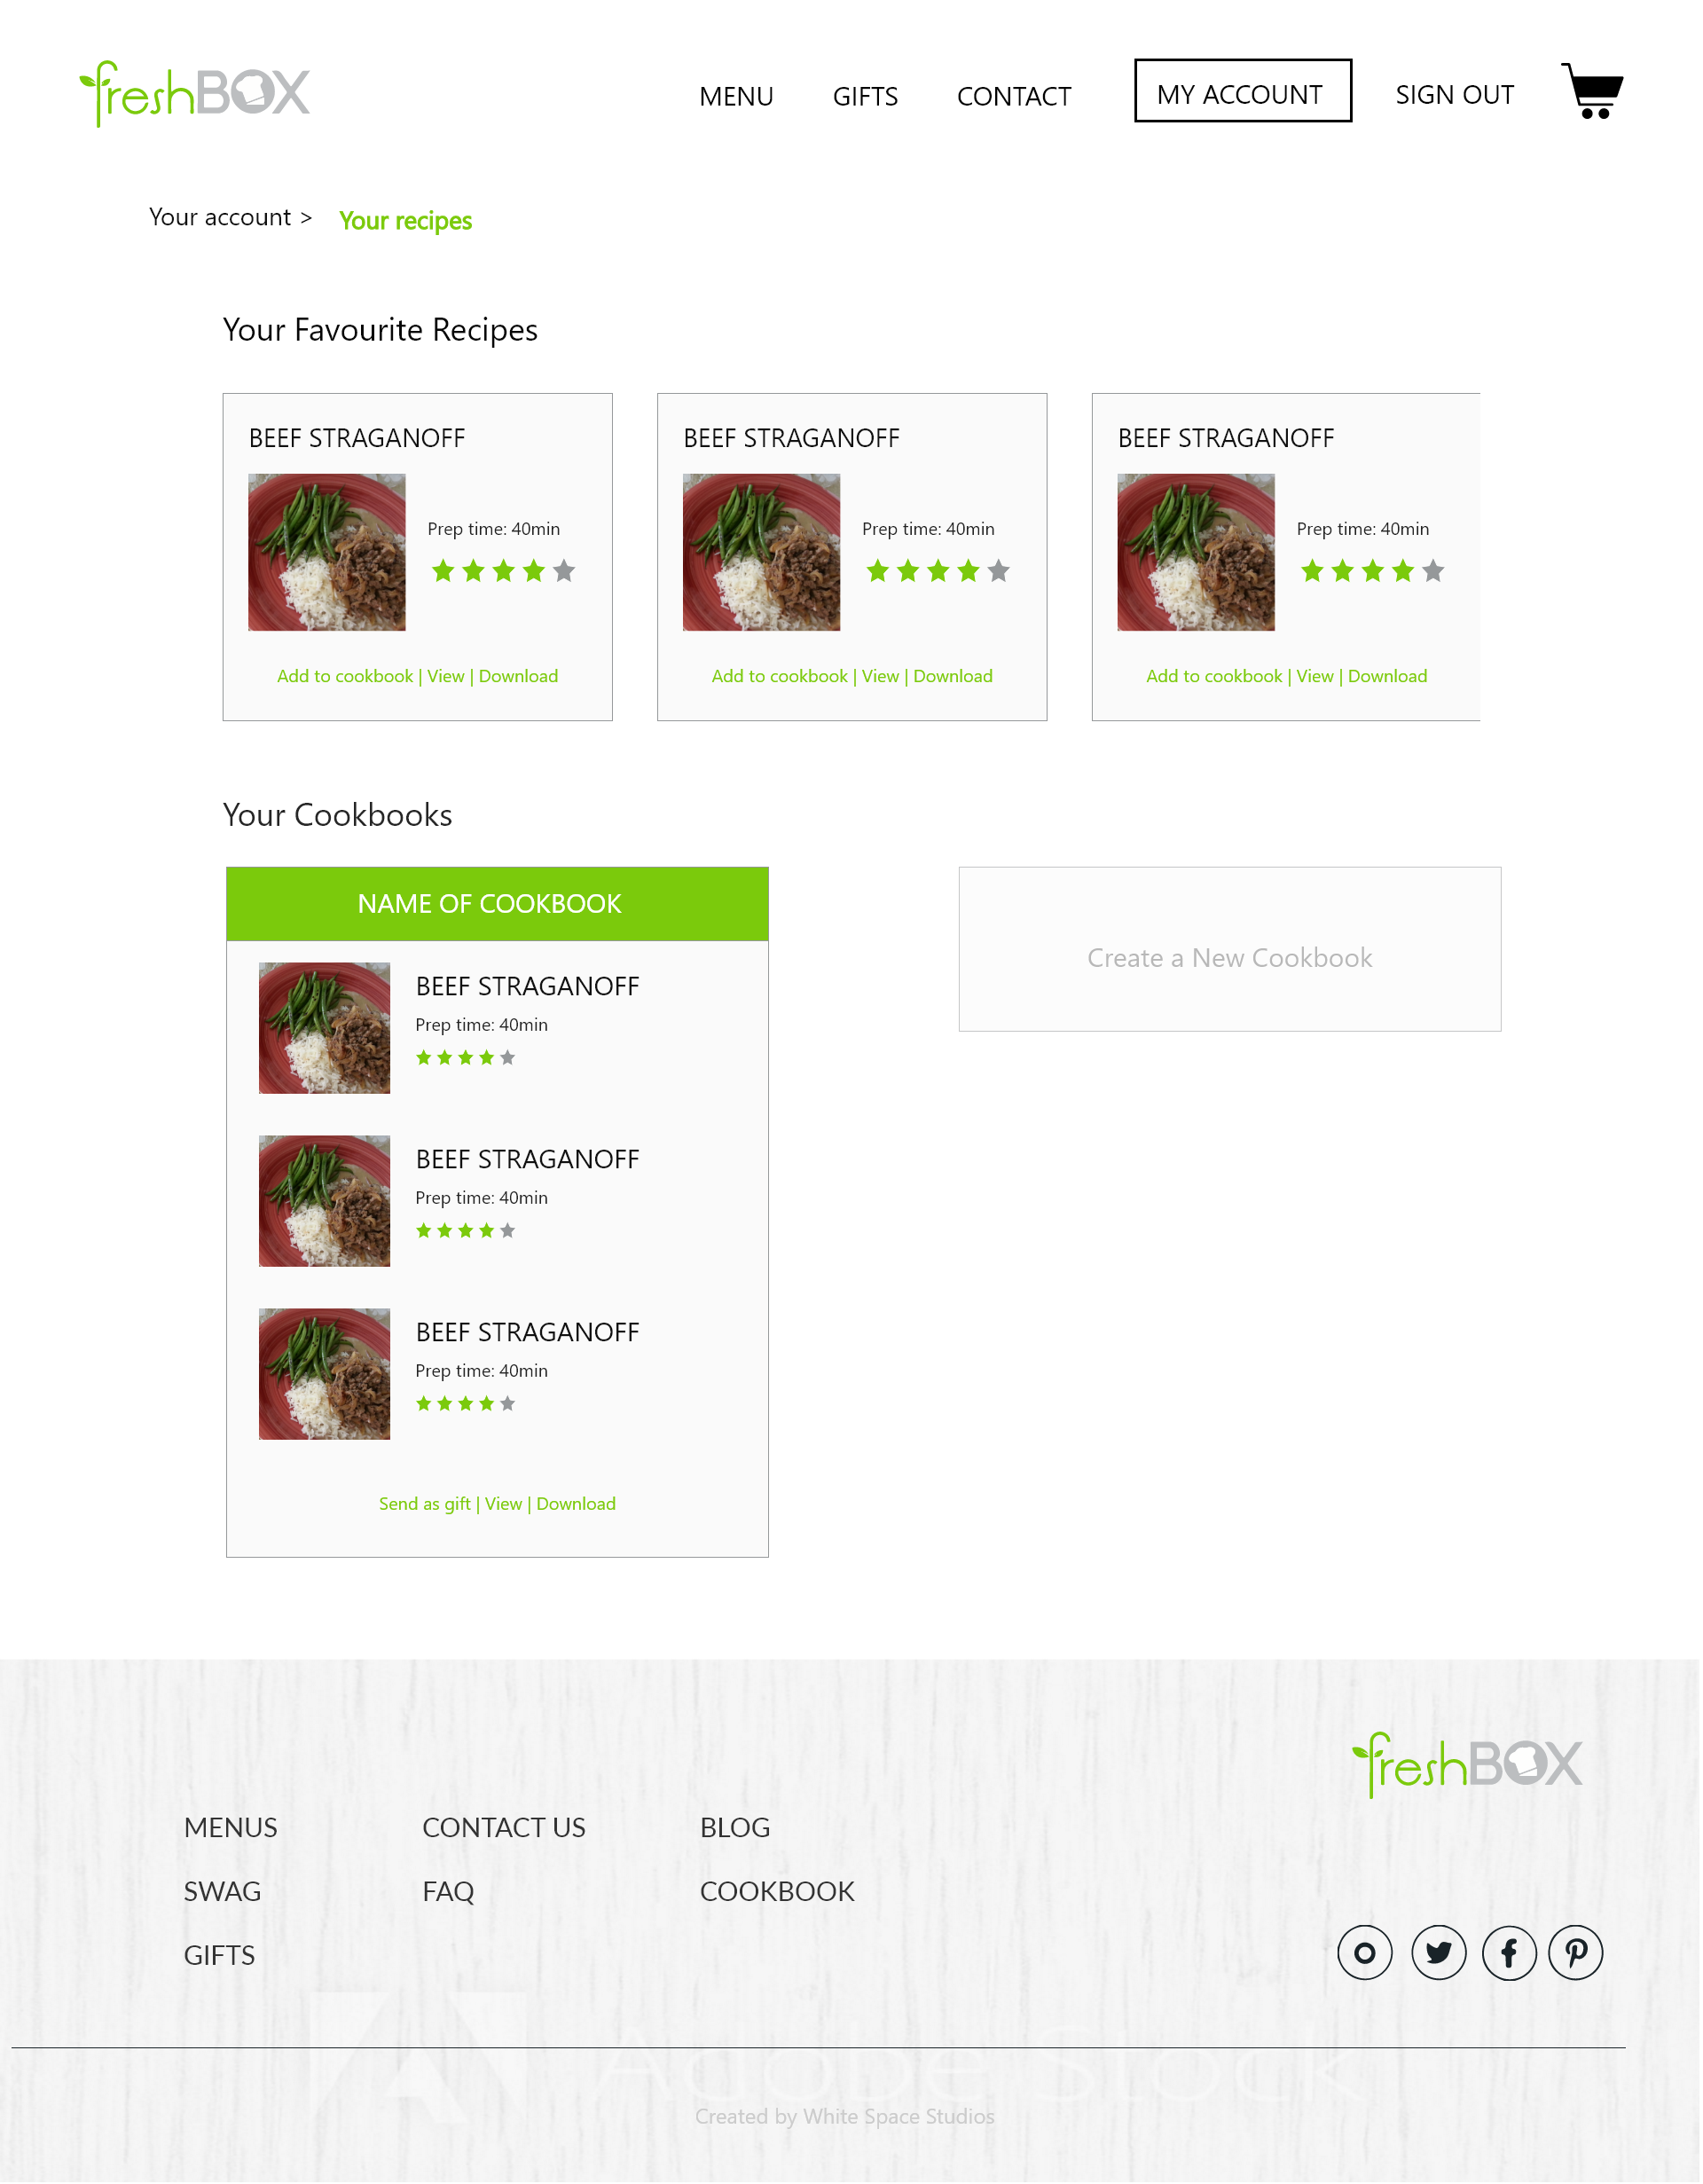 freshBOX
MENU GIFTS CONTACT MY ACCOUNT SIGN OUT
Your account > Your recipes
Your Favourite Recipes
BEEF STRAGANOFF
Prep time: 40min
Add to cookbook | View | Download
BEEF STRAGANOFF
Prep time: 40min
Add to cookbook | View | Download
BEEF STRAGANOFF
Prep time: 40min
Add to cookbook | View | Download
Your Cookbooks
NAME OF COOKBOOK
BEEF STRAGANOFF
Prep time: 40min
BEEF STRAGANOFF
Prep time: 40min
BEEF STRAGANOFF
Prep time: 40min
Send as gift | View | Download
Create a New Cookbook
freshBOX
MENUS CONTACT US BLOG
SWAG FAQ COOKBOOK
GIFTS
Adobe Stock
Created by White Space Studios